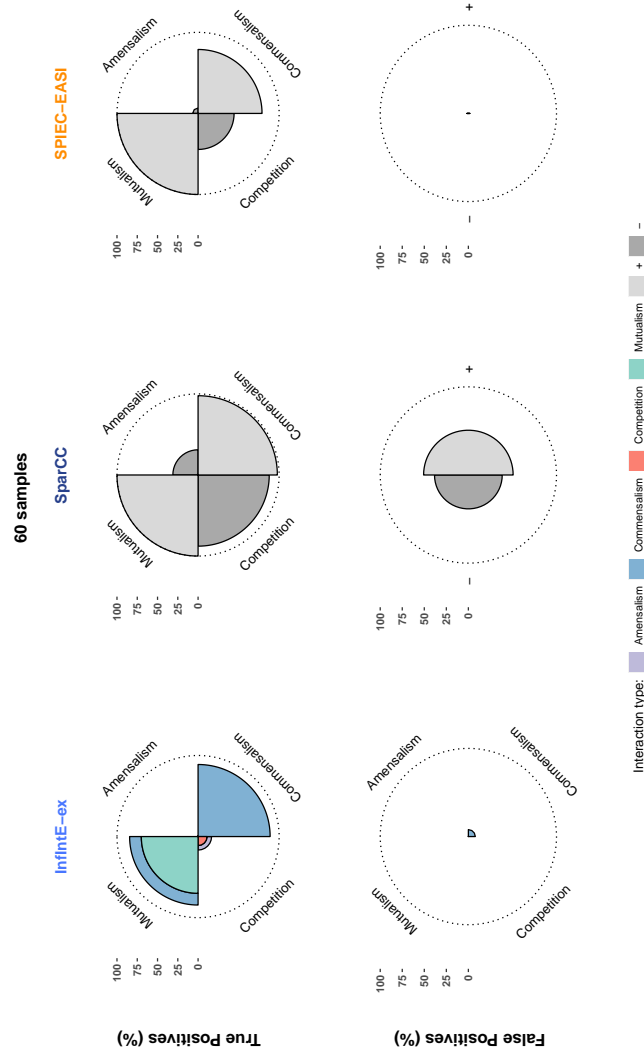 60 samples
InfIntE−ex
SparCC
SPIEC−EASI
True Positives (%)
100
75
50
25
0
Mutualism
Amensalism
Competition
Commensalism
100
75
50
25
0
Mutualism
Amensalism
Competition
Commensalism
100
75
50
25
0
Mutualism
Amensalism
Competition
Commensalism
False Positives (%)
100
75
50
25
0
Mutualism
Amensalism
Competition
Commensalism
100
75
50
25
0
−
+
100
75
50
25
0
−
+
Interaction type: Amensalism Commensalism Competition Mutualism + −